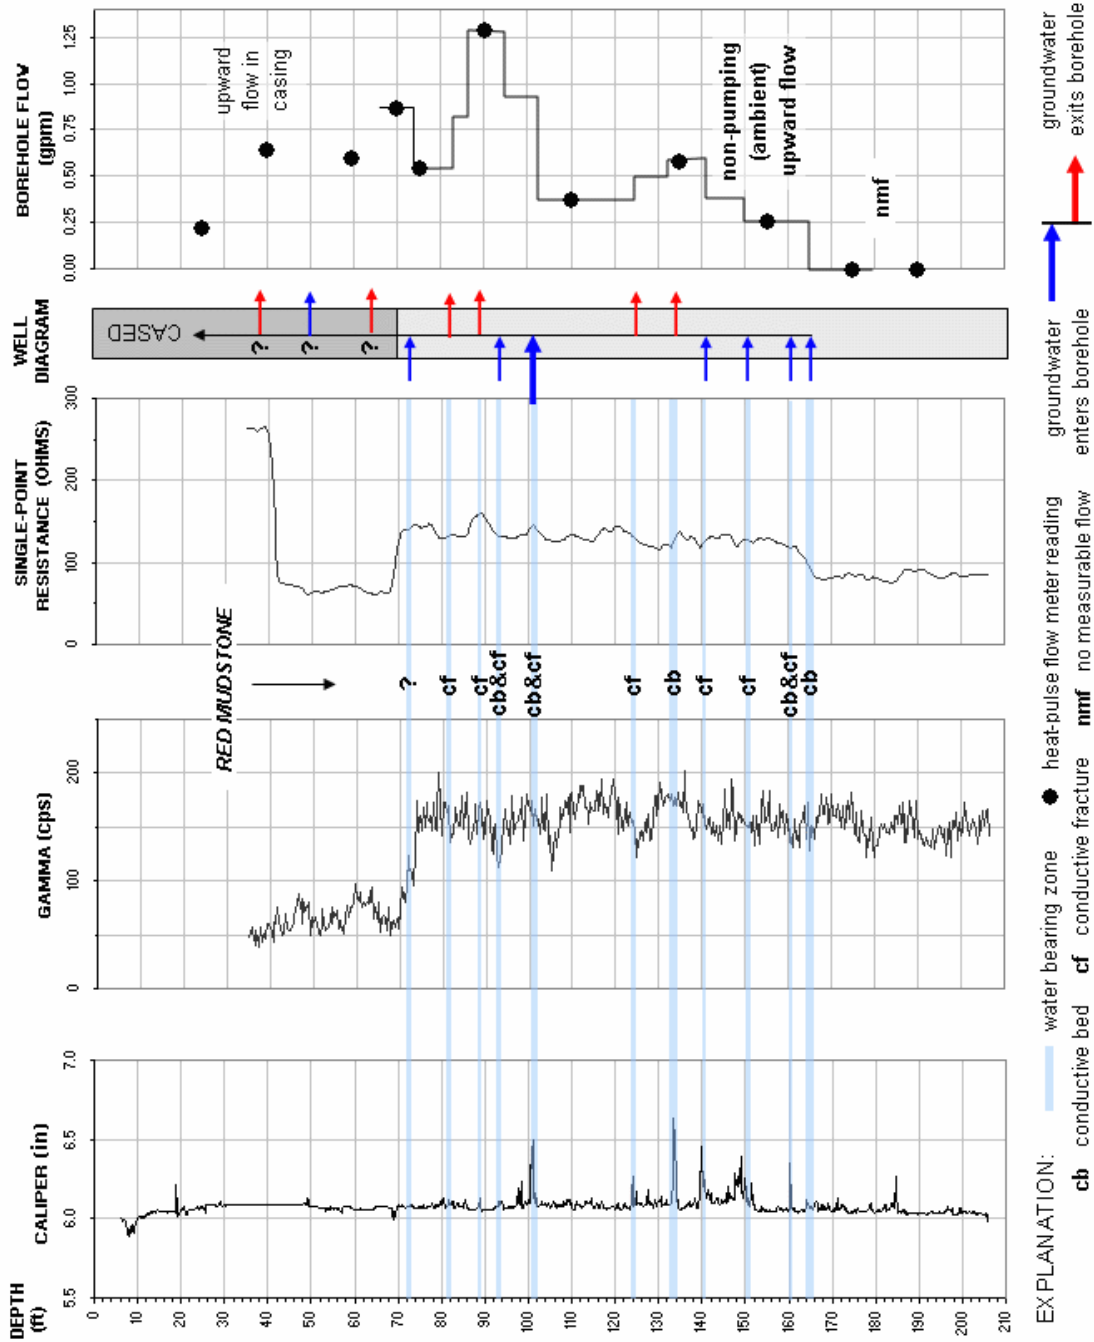 DEPTH
(ft)
CALIPER (in)
GAMMA (cps)
SINGLE-POINT
RESISTANCE (OHMS)
WELL
DIAGRAM
BOREHOLE FLOW
(gpm)
5.5 6.0 6.5 7.0
0 100 200
0 100 200 300
0.00 0.25 0.50 0.75 1.00 1.25
0
10
20
30
40
50
60
70
80
90
100
110
120
130
140
150
160
170
180
190
200
210
RED MUDSTONE
CASED
upward
flow in
casing
?
?
?
?
cf
cf
cb&cf
cb&cf
cf
cb
cf
cf
cb&cf
cb
non-pumping
(ambient)
upward flow
nmf
EXPLANATION:
water bearing zone
heat-pulse flow meter reading
groundwater
enters borehole
groundwater
exits borehole
cb conductive bed
cf conductive fracture
nmf no measurable flow